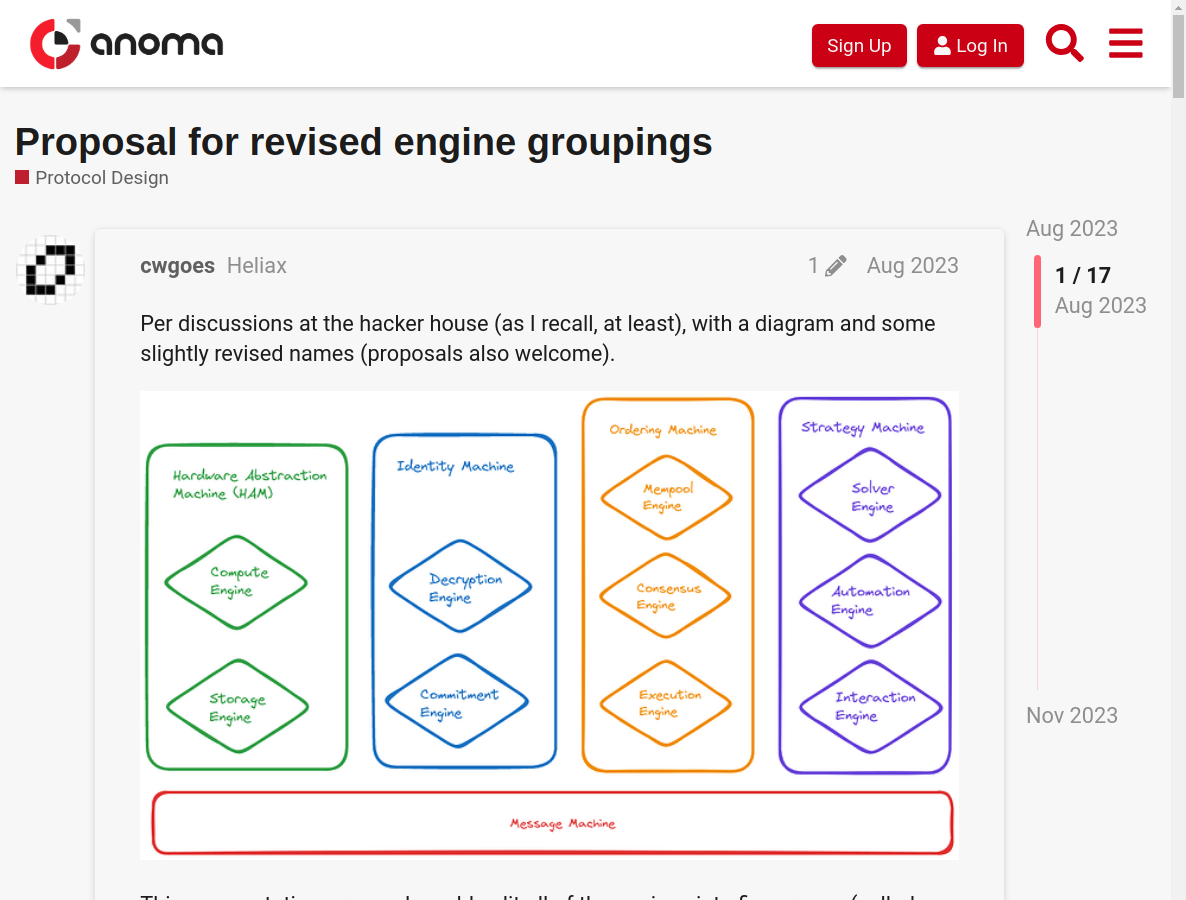 anoma
Sign Up
Log In
Proposal for revised engine groupings
Protocol Design
Aug 2023
1 / 17
Aug 2023
Nov 2023
cwgoes Heliax 1 Aug 2023
Per discussions at the hacker house (as I recall, at least), with a diagram and some
slightly revised names (proposals also welcome).
Hardware Abstraction
Machine (HAM)
Compute
Engine
Storage
Engine
Identity Machine
Decryption
Engine
Commitment
Engine
Ordering Machine
Mempool
Engine
Consensus
Engine
Execution
Engine
Strategy Machine
Solver
Engine
Automation
Engine
Interaction
Engine
Message Machine